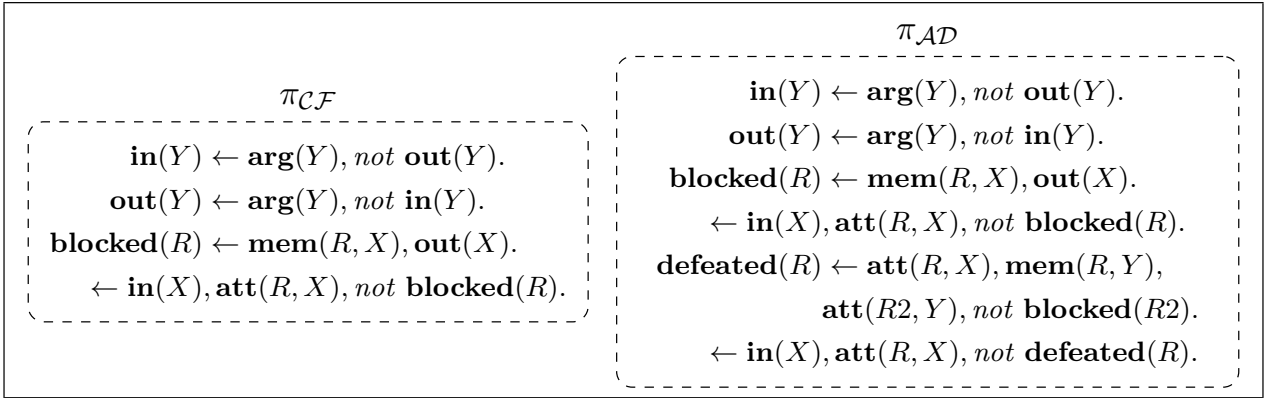 π_𝒞ℱ
in(Y) ← arg(Y), not out(Y).
out(Y) ← arg(Y), not in(Y).
blocked(R) ← mem(R, X), out(X).
← in(X), att(R, X), not blocked(R).
π_𝒜𝒟
in(Y) ← arg(Y), not out(Y).
out(Y) ← arg(Y), not in(Y).
blocked(R) ← mem(R, X), out(X).
← in(X), att(R, X), not blocked(R).
defeated(R) ← att(R, X), mem(R, Y),
att(R2, Y), not blocked(R2).
← in(X), att(R, X), not defeated(R).